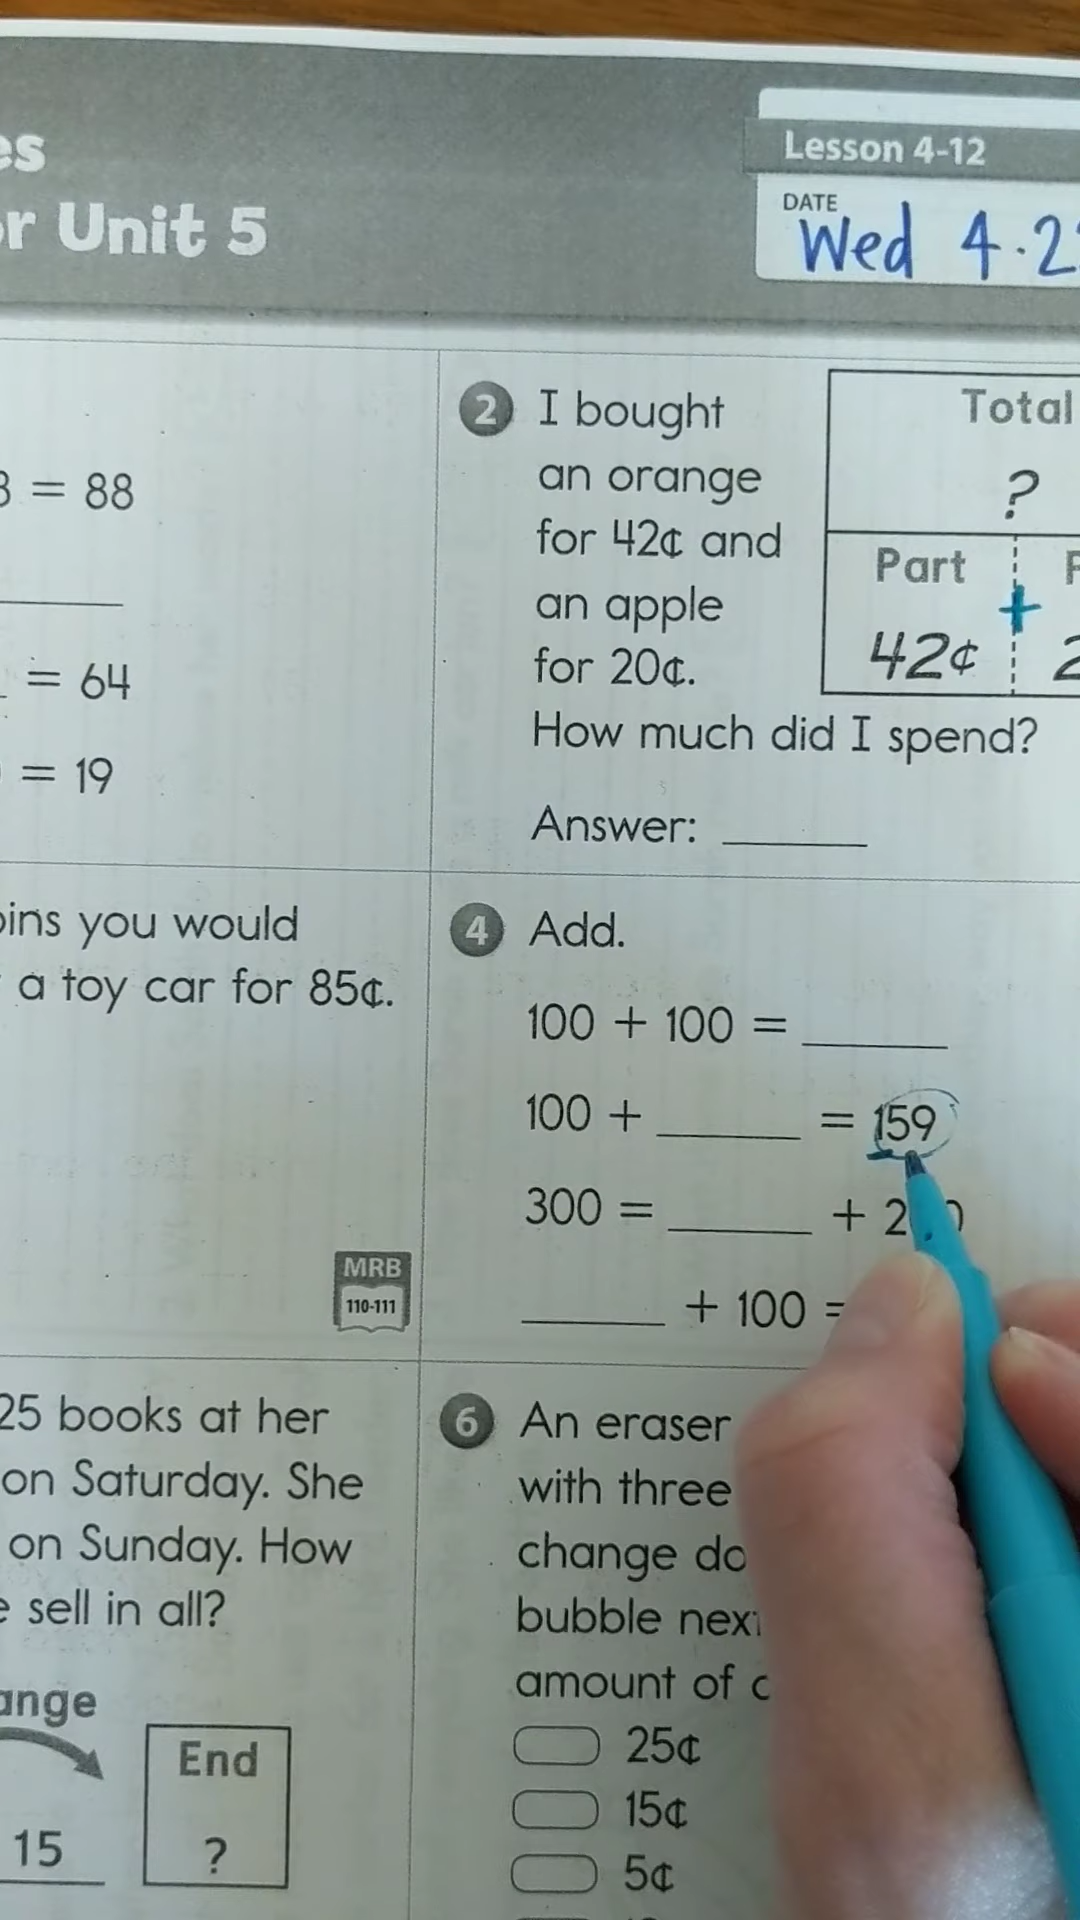 Lesson 4-12
DATE
Wed 4.2
Unit 5
= 88
= 64
= 19
2 I bought
an orange
for 42¢ and
an apple
for 20¢.
How much did I spend?
Answer:
Total
?
Part
+
42¢
you would
a toy car for 85¢.
MRB
110-111
4 Add.
100 + 100 =
100 + = 159
300 = +
+ 100 =
25 books at her
on Saturday. She
on Sunday. How
sell in all?
End
15
?
6 An eraser
with three
change do
bubble
amount of
25¢
15¢
5¢